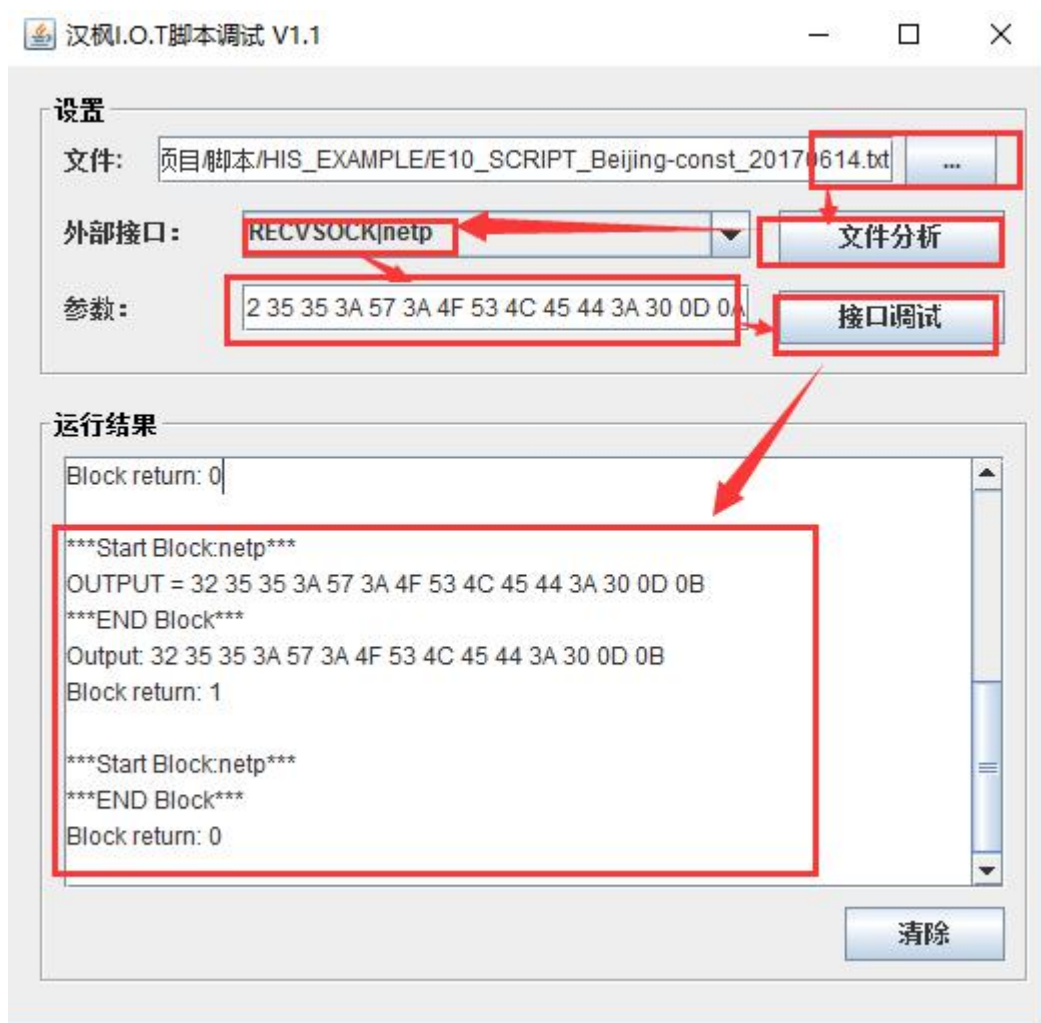 汉枫I.O.T脚本调试 V1.1
设置
文件: 页目/脚本/HIS_EXAMPLE/E10_SCRIPT_Beijing-const_20170614.txt ...
外部接口: RECVSOCK|netp 文件分析
参数: 2 35 35 3A 57 3A 4F 53 4C 45 44 3A 30 0D 0A 接口调试
运行结果
Block return: 0
***Start Block:netp***
OUTPUT = 32 35 35 3A 57 3A 4F 53 4C 45 44 3A 30 0D 0B
***END Block***
Output: 32 35 35 3A 57 3A 4F 53 4C 45 44 3A 30 0D 0B
Block return: 1
***Start Block:netp***
***END Block***
Block return: 0
清除